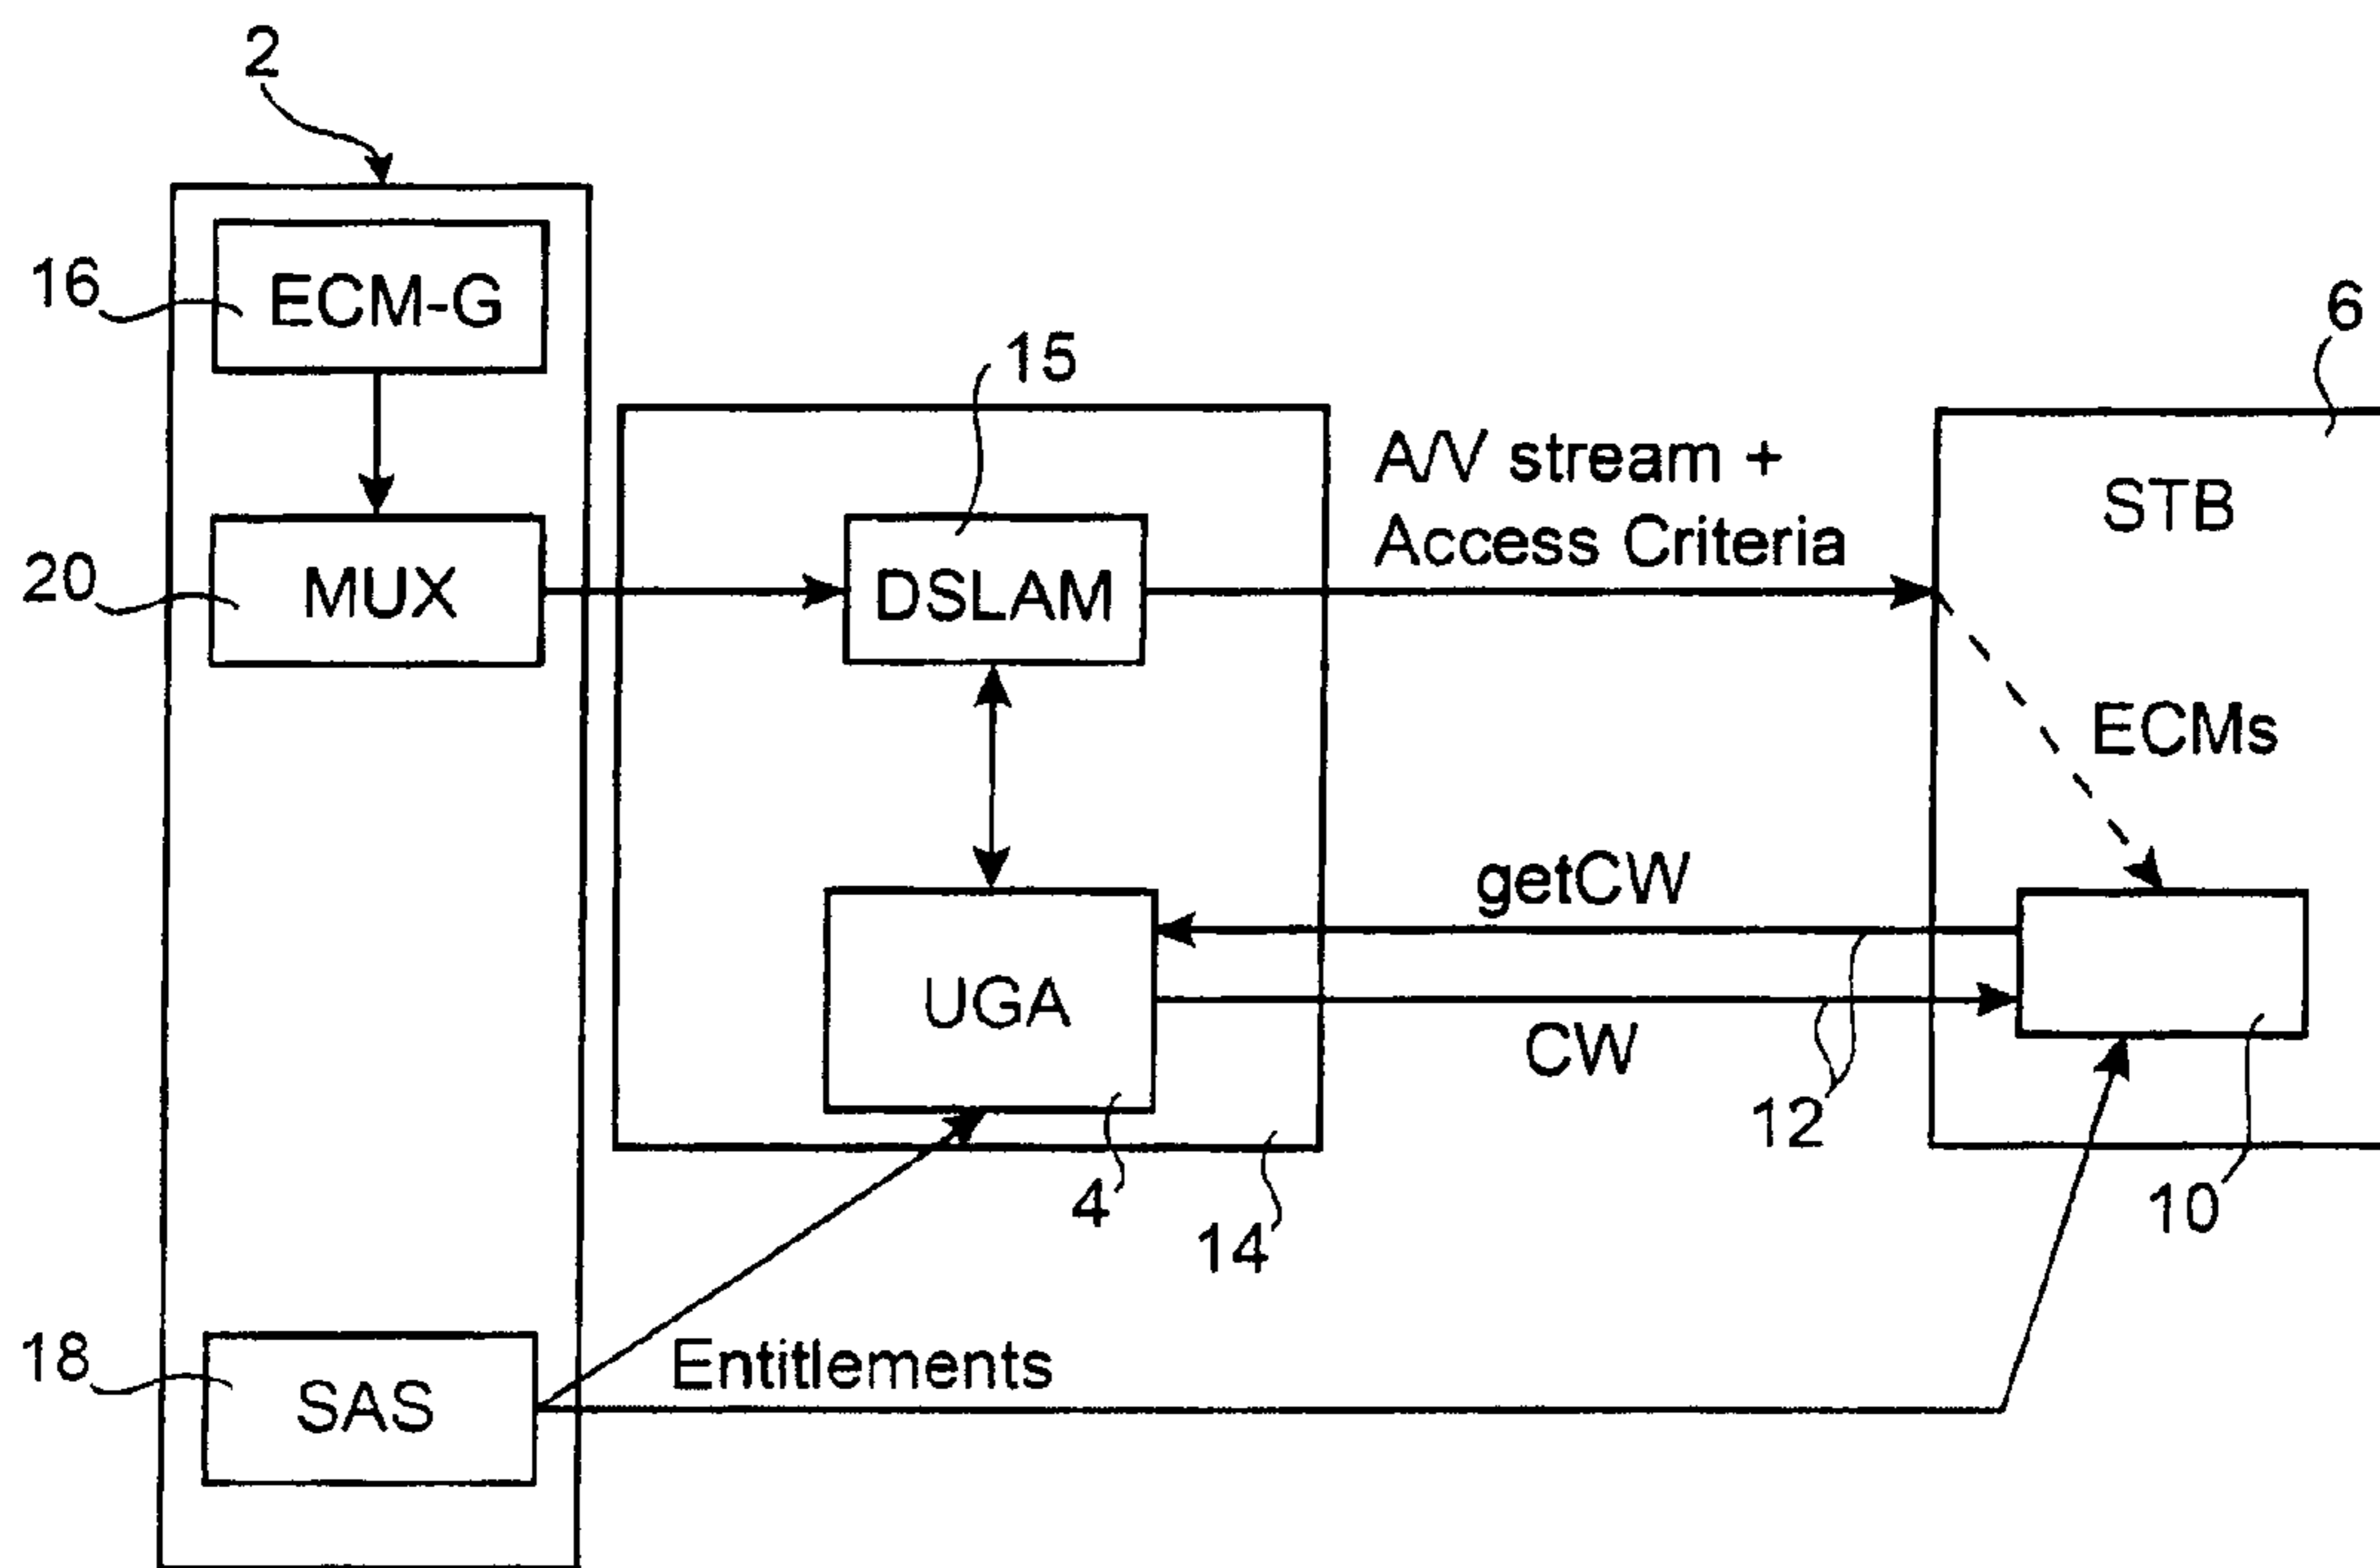 2
16
ECM-G
15
6
A/V stream +
Access Criteria
STB
20
MUX
DSLAM
ECMs
getCW
UGA
CW
12
4
14
10
18
SAS
Entitlements